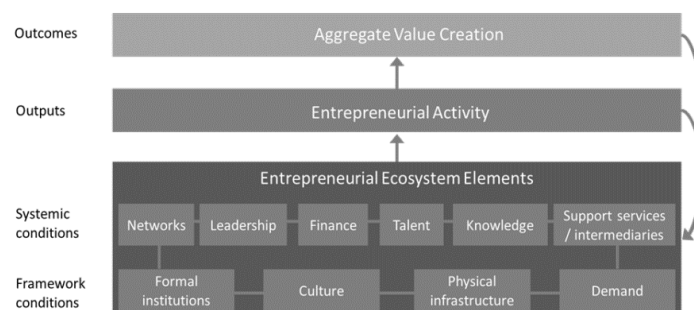 Outcomes
Aggregate Value Creation
Outputs
Entrepreneurial Activity
Entrepreneurial Ecosystem Elements
Systemic
conditions
Networks
Leadership
Finance
Talent
Knowledge
Support services
/ intermediaries
Framework
conditions
Formal
institutions
Culture
Physical
infrastructure
Demand